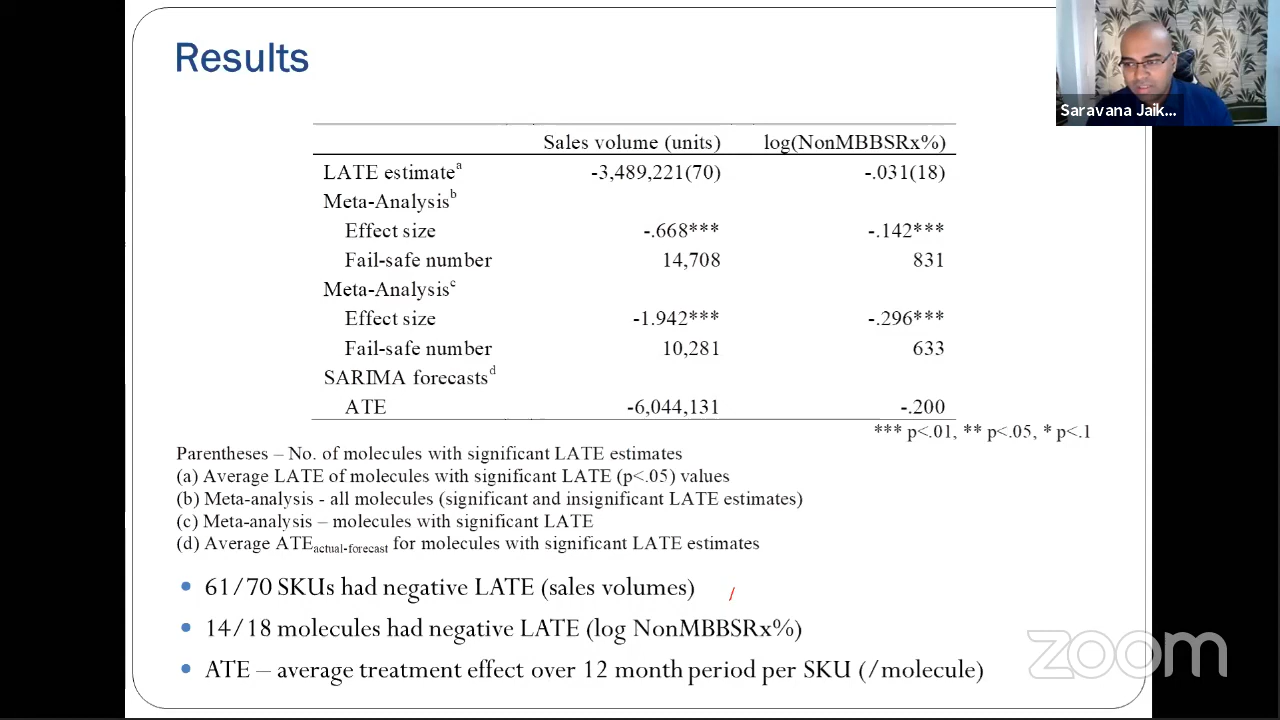 Results
Saravana Jaik...
Sales volume (units) log(NonMBBSRx%)
LATE estimateᵃ -3,489,221(70) -.031(18)
Meta-Analysisᵇ
Effect size -.668*** -.142***
Fail-safe number 14,708 831
Meta-Analysisᶜ
Effect size -1.942*** -.296***
Fail-safe number 10,281 633
SARIMA forecastsᵈ
ATE -6,044,131 -.200
*** p<.01, ** p<.05, * p<.1
Parentheses – No. of molecules with significant LATE estimates
(a) Average LATE of molecules with significant LATE (p<.05) values
(b) Meta-analysis - all molecules (significant and insignificant LATE estimates)
(c) Meta-analysis – molecules with significant LATE
(d) Average ATEactual-forecast for molecules with significant LATE estimates
• 61/70 SKUs had negative LATE (sales volumes)
• 14/18 molecules had negative LATE (log NonMBBSRx%)
• ATE – average treatment effect over 12 month period per SKU (/molecule)
zoom